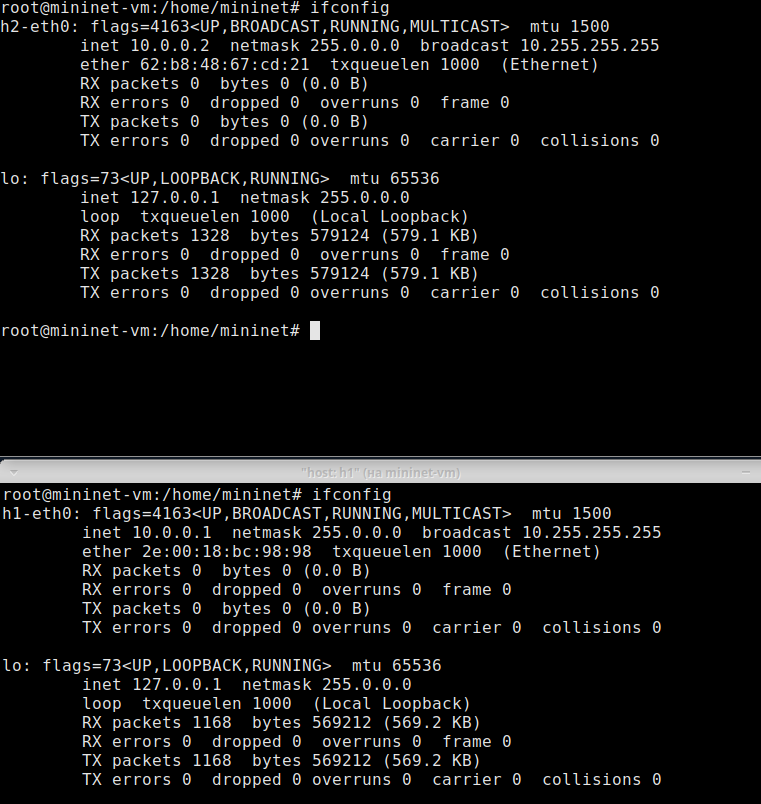 root@mininet-vm:/home/mininet# ifconfig
h2-eth0: flags=4163<UP,BROADCAST,RUNNING,MULTICAST>  mtu 1500
        inet 10.0.0.2  netmask 255.0.0.0  broadcast 10.255.255.255
        ether 62:b8:48:67:cd:21  txqueuelen 1000  (Ethernet)
        RX packets 0  bytes 0 (0.0 B)
        RX errors 0  dropped 0  overruns 0  frame 0
        TX packets 0  bytes 0 (0.0 B)
        TX errors 0  dropped 0 overruns 0  carrier 0  collisions 0

lo: flags=73<UP,LOOPBACK,RUNNING>  mtu 65536
        inet 127.0.0.1  netmask 255.0.0.0
        loop  txqueuelen 1000  (Local Loopback)
        RX packets 1328  bytes 579124 (579.1 KB)
        RX errors 0  dropped 0  overruns 0  frame 0
        TX packets 1328  bytes 579124 (579.1 KB)
        TX errors 0  dropped 0 overruns 0  carrier 0  collisions 0

root@mininet-vm:/home/mininet#
"host: h1" (на mininet-vm)
root@mininet-vm:/home/mininet# ifconfig
h1-eth0: flags=4163<UP,BROADCAST,RUNNING,MULTICAST>  mtu 1500
        inet 10.0.0.1  netmask 255.0.0.0  broadcast 10.255.255.255
        ether 2e:00:18:bc:98:98  txqueuelen 1000  (Ethernet)
        RX packets 0  bytes 0 (0.0 B)
        RX errors 0  dropped 0  overruns 0  frame 0
        TX packets 0  bytes 0 (0.0 B)
        TX errors 0  dropped 0 overruns 0  carrier 0  collisions 0

lo: flags=73<UP,LOOPBACK,RUNNING>  mtu 65536
        inet 127.0.0.1  netmask 255.0.0.0
        loop  txqueuelen 1000  (Local Loopback)
        RX packets 1168  bytes 569212 (569.2 KB)
        RX errors 0  dropped 0  overruns 0  frame 0
        TX packets 1168  bytes 569212 (569.2 KB)
        TX errors 0  dropped 0 overruns 0  carrier 0  collisions 0